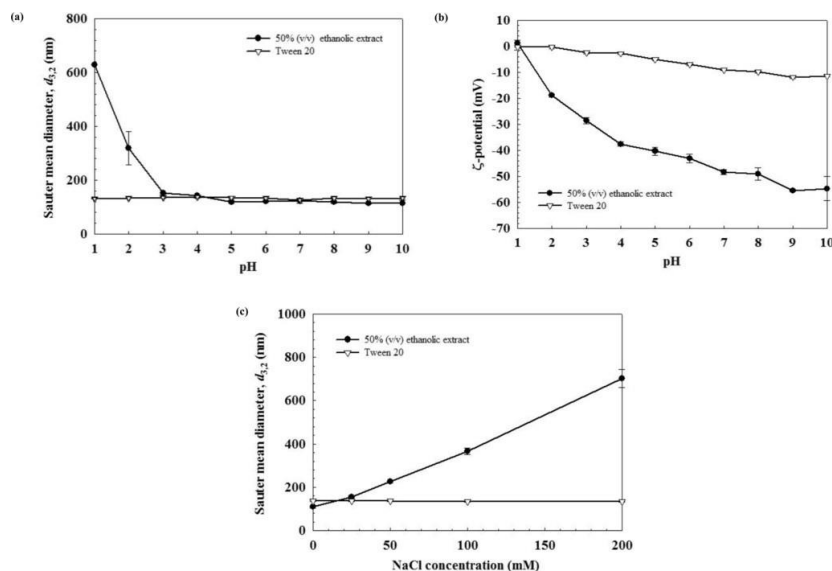 (a)
800
600
400
200
0
Sauter mean diameter, d3,2 (nm)
50% (v/v) ethanolic extract
Tween 20
1 2 3 4 5 6 7 8 9 10
pH
(b)
10
0
-10
-20
-30
-40
-50
-60
-70
ζ-potential (mV)
50% (v/v) ethanolic extract
Tween 20
1 2 3 4 5 6 7 8 9 10
pH
(c)
1000
800
600
400
200
0
Sauter mean diameter, d3,2 (nm)
50% (v/v) ethanolic extract
Tween 20
0 50 100 150 200
NaCl concentration (mM)